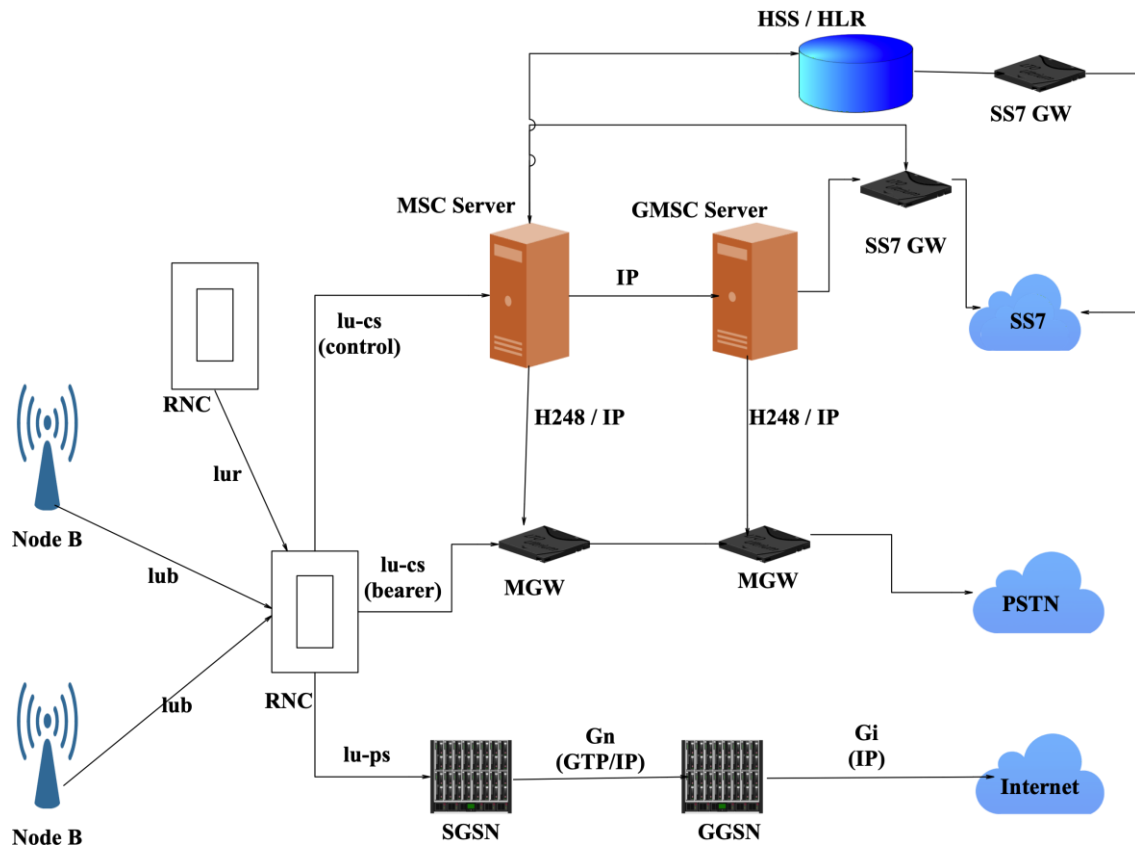 HSS / HLR
SS7 GW
MSC Server
GMSC Server
SS7 GW
IP
lu-cs
(control)
SS7
RNC
H248 / IP
H248 / IP
lur
Node B
lu-cs
(bearer)
MGW
MGW
lub
PSTN
RNC
lub
lu-ps
Gn
(GTP/IP)
Gi
(IP)
Internet
Node B
SGSN
GGSN